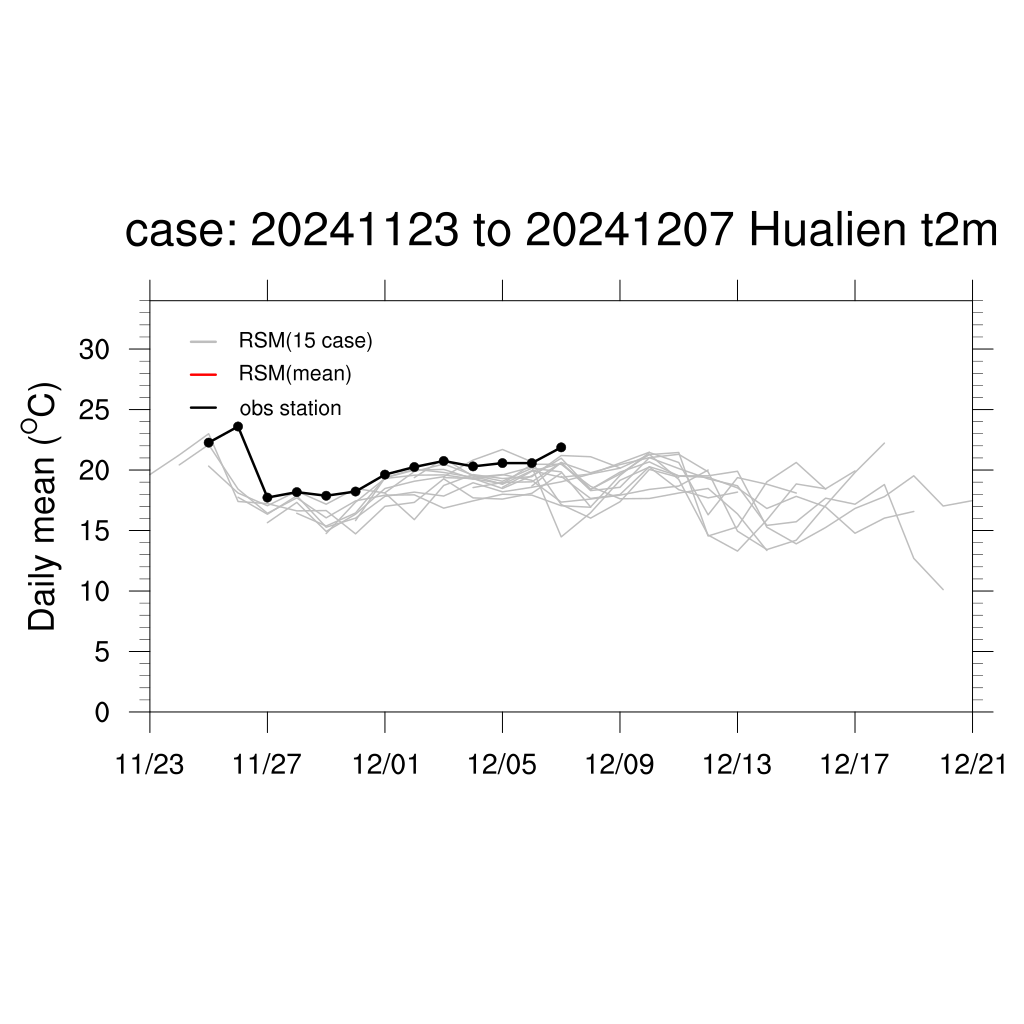 case: 20241123 to 20241207 Hualien t2m
RSM(15 case)
RSM(mean)
obs station
Daily mean (°C)
30
25
20
15
10
5
0
11/23 11/27 12/01 12/05 12/09 12/13 12/17 12/21